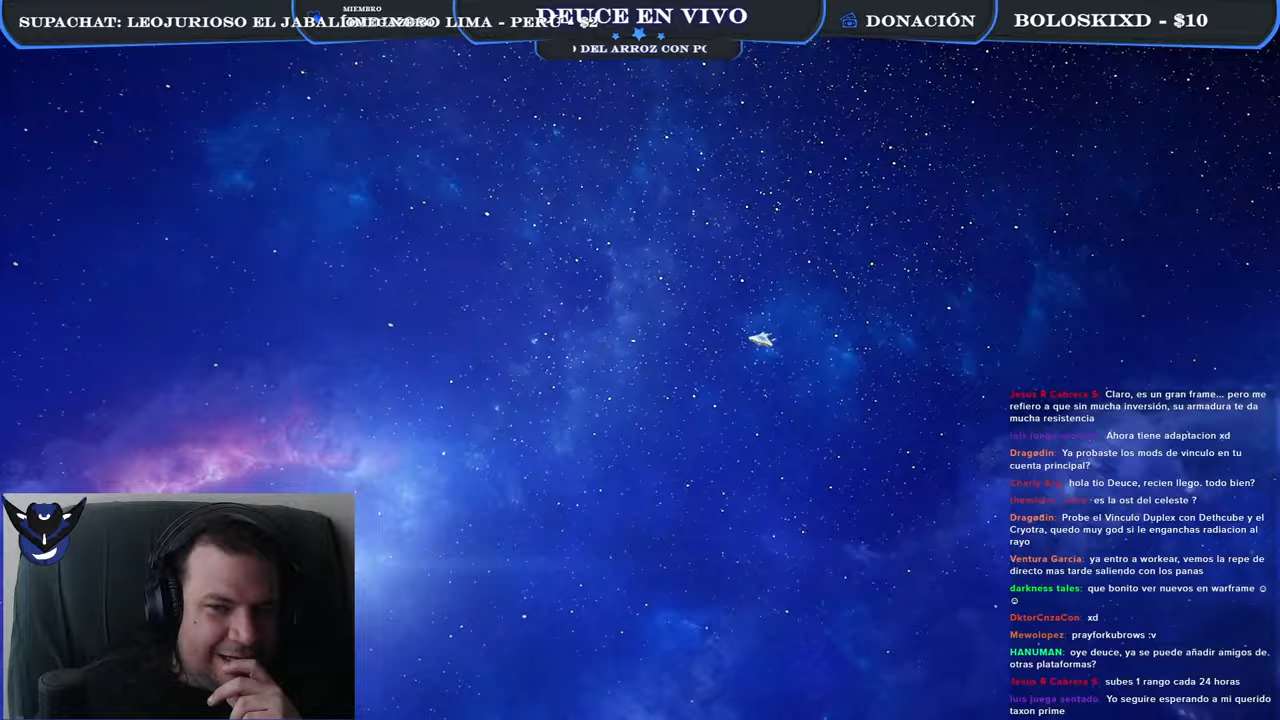 SUPACHAT: LEOJURIOSO EL JABALI
LIMA - PERU - $2
MIEMBRO
DEUCE EN VIVO
DEL ARROZ CON
DONACIÓN
BOLOSKIXD - $10
Jesus R Cabrera S: Claro, es un gran frame... pero me
refiero a que sin mucha inversión, su armadura te da
mucha resistencia
Ahora tiene adaptacion xd
Dragødin: Ya probaste los mods de vinculo en tu
cuenta principal?
hola tio Deuce, recien llego. todo bien?
es la ost del celeste ?
Dragødin: Probe el Vinculo Duplex con Dethcube y el
Cryotra, quedo muy god si le enganchas radiacion al
rayo
Ventura Garcia: ya entro a workear, vemos la repe de
directo mas tarde saliendo con los panas
darkness tales: que bonito ver nuevos en warframe ☺
☺
DktorCnzaCon: xd
Mewolopez: prayforkubrows :v
HANUMAN: oye deuce, ya se puede añadir amigos de
otras plataformas?
Jesus R Cabrera S: subes 1 rango cada 24 horas
luis juega sentado: Yo seguire esperando a mi querido
taxon prime